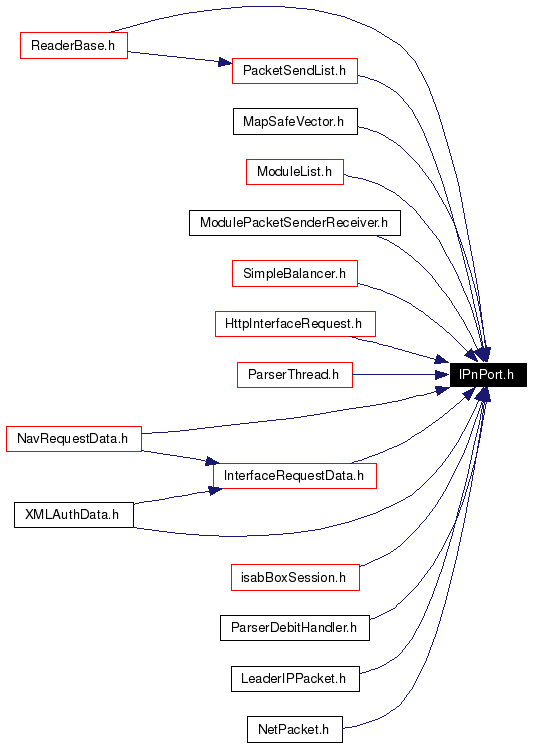 ReaderBase.h
PacketSendList.h
MapSafeVector.h
ModuleList.h
ModulePacketSenderReceiver.h
SimpleBalancer.h
HttpInterfaceRequest.h
IPnPort.h
ParserThread.h
NavRequestData.h
InterfaceRequestData.h
XMLAuthData.h
isabBoxSession.h
ParserDebitHandler.h
LeaderIPPacket.h
NetPacket.h